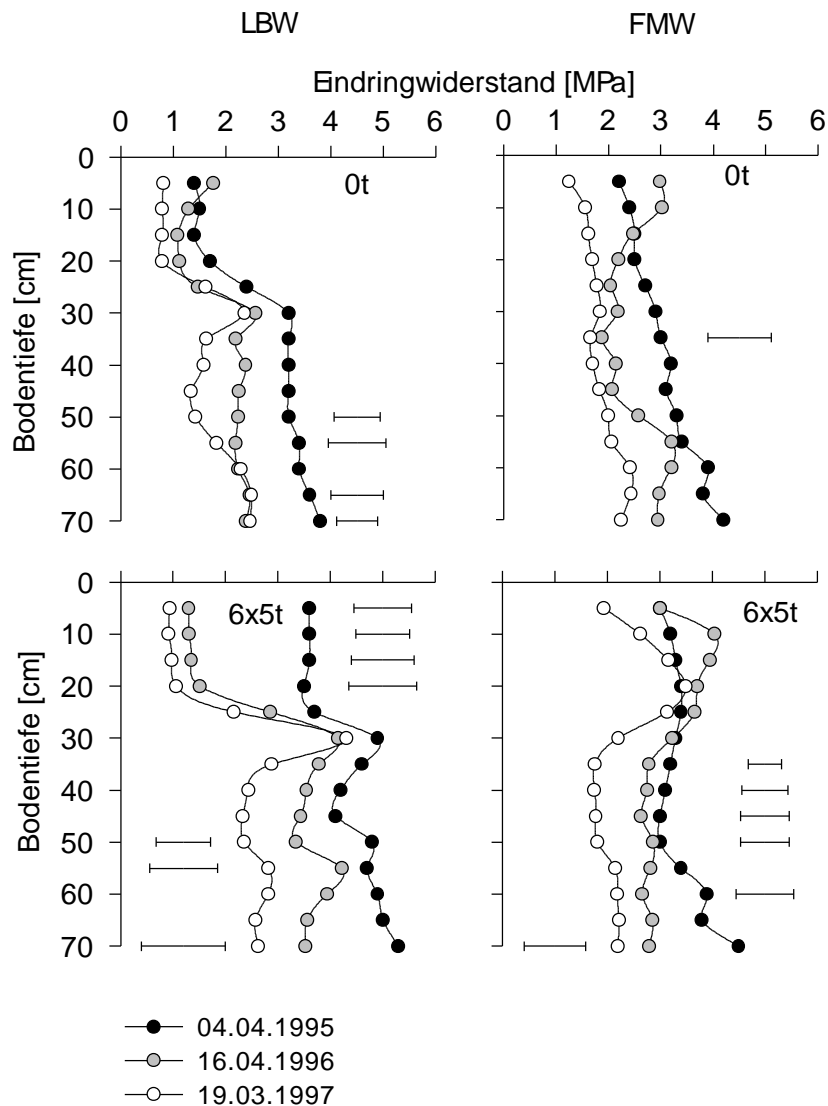 LBW FMW
Eindringwiderstand [MPa]
0 1 2 3 4 5 6 0 1 2 3 4 5 6
0
10
20
30
40
50
60
70
Bodentiefe [cm]
0t 0t
0
10
20
30
40
50
60
70
Bodentiefe [cm]
6x5t 6x5t
04.04.1995
16.04.1996
19.03.1997